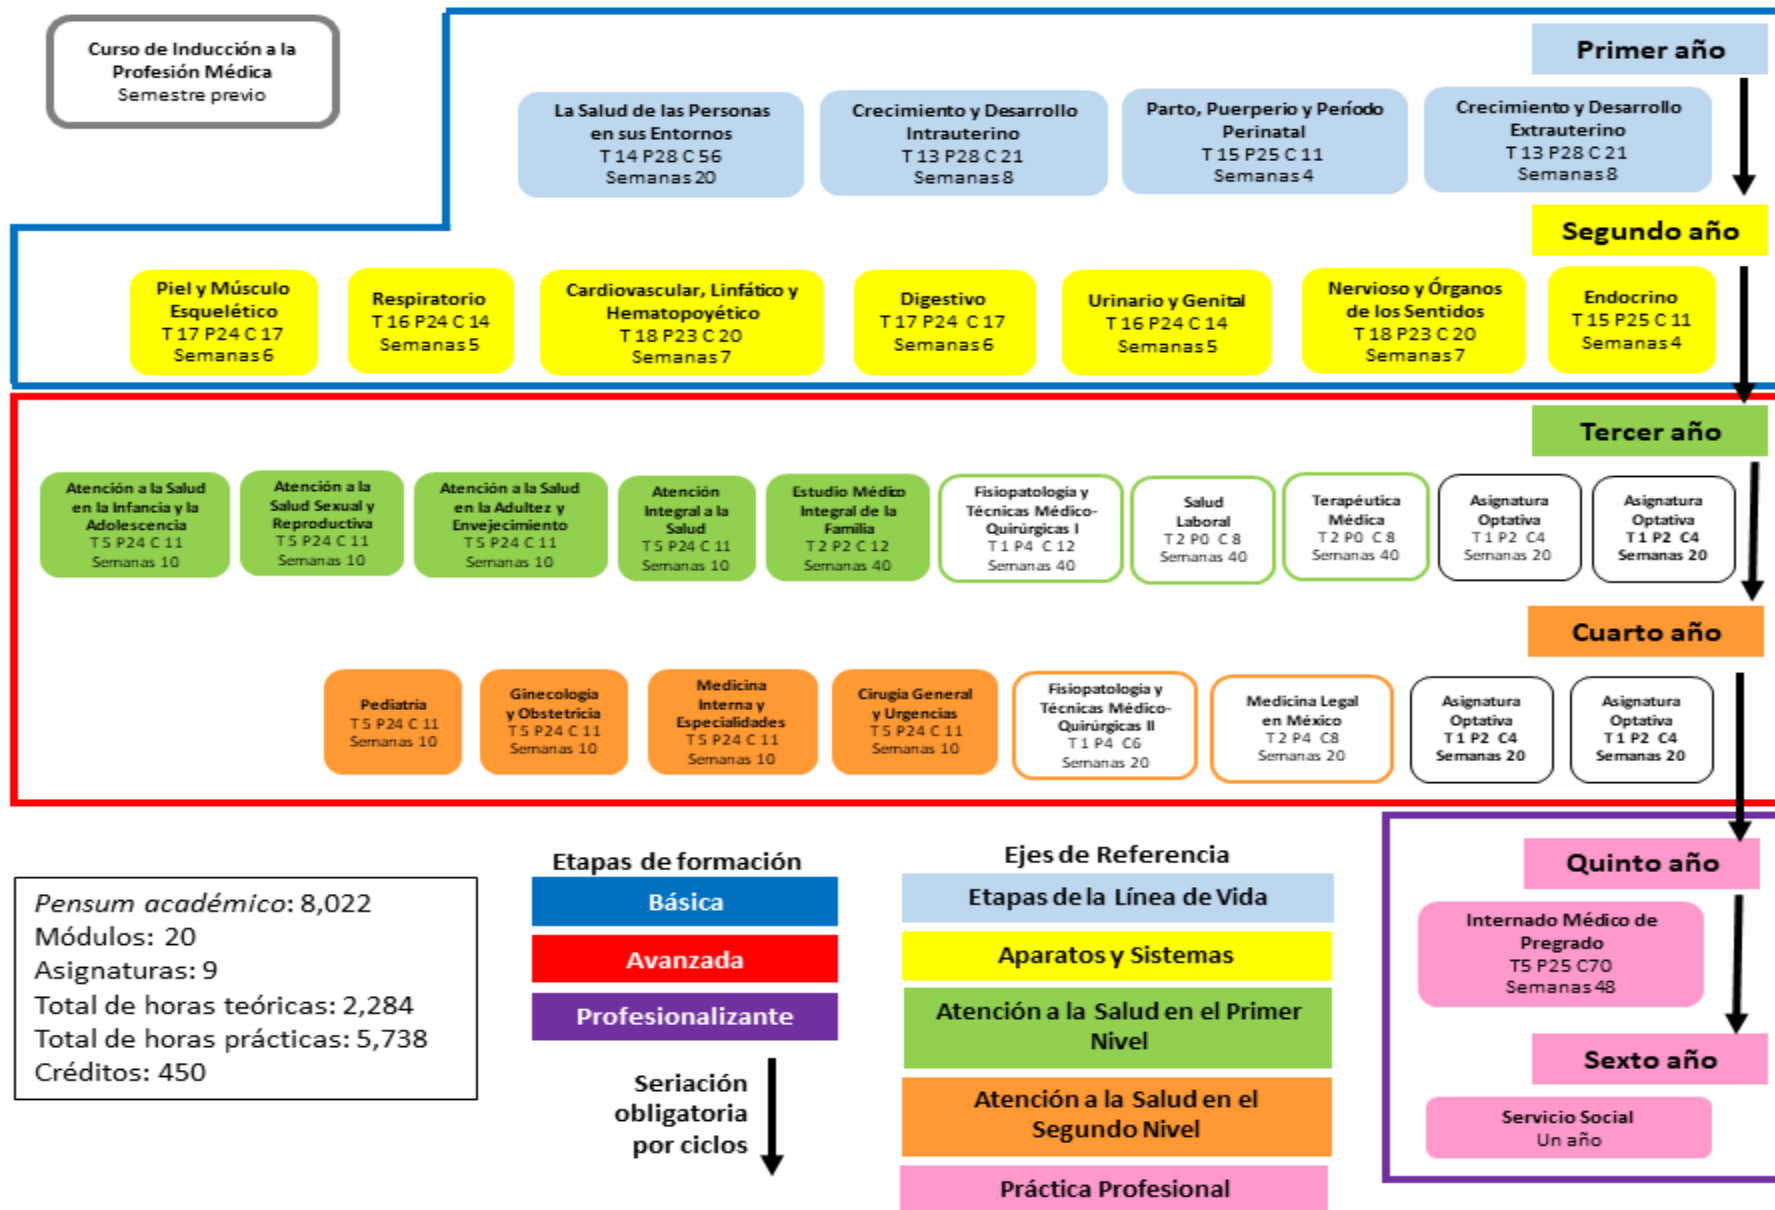 Curso de Inducción a la
Profesión Médica
Semestre previo
Primer año
La Salud de las Personas
en sus Entornos
T 14 P28 C 56
Semanas 20
Crecimiento y Desarrollo
Intrauterino
T 13 P28 C 21
Semanas 8
Parto, Puerperio y Período
Perinatal
T 15 P25 C 11
Semanas 4
Crecimiento y Desarrollo
Extrauterino
T 13 P28 C 21
Semanas 8
Segundo año
Piel y Músculo
Esquelético
T 17 P24 C 17
Semanas 6
Respiratorio
T 16 P24 C 14
Semanas 5
Cardiovascular, Linfático y
Hematopoyético
T 18 P23 C 20
Semanas 7
Digestivo
T 17 P24 C 17
Semanas 6
Urinario y Genital
T 16 P24 C 14
Semanas 5
Nervioso y Órganos
de los Sentidos
T 18 P23 C 20
Semanas 7
Endocrino
T 15 P25 C 11
Semanas 4
Tercer año
Atención a la Salud
en la Infancia y la
Adolescencia
T 5 P24 C 11
Semanas 10
Atención a la
Salud Sexual y
Reproductiva
T 5 P24 C 11
Semanas 10
Atención a la Salud
en la Adultez y
Envejecimiento
T 5 P24 C 11
Semanas 10
Atención
Integral a la
Salud
T 5 P24 C 11
Semanas 10
Estudio Médico
Integral de la
Familia
T 2 P2 C 12
Semanas 40
Fisiopatología y
Técnicas Médico-
Quirúrgicas I
T 1 P4 C 12
Semanas 40
Salud
Laboral
T 2 P0 C 8
Semanas 40
Terapéutica
Médica
T 2 P0 C 8
Semanas 40
Asignatura
Optativa
T 1 P2 C4
Semanas 20
Asignatura
Optativa
T 1 P2 C4
Semanas 20
Cuarto año
Pediatría
T 5 P24 C 11
Semanas 10
Ginecología
y Obstetricia
T 5 P24 C 11
Semanas 10
Medicina
Interna y
Especialidades
T 5 P24 C 11
Semanas 10
Cirugía General
y Urgencias
T 5 P24 C 11
Semanas 10
Fisiopatología y
Técnicas Médico-
Quirúrgicas II
T 1 P4 C6
Semanas 20
Medicina Legal
en México
T 2 P4 C8
Semanas 20
Asignatura
Optativa
T 1 P2 C4
Semanas 20
Asignatura
Optativa
T 1 P2 C4
Semanas 20
Pensum académico: 8,022
Módulos: 20
Asignaturas: 9
Total de horas teóricas: 2,284
Total de horas prácticas: 5,738
Créditos: 450
Etapas de formación
Básica
Avanzada
Profesionalizante
Seriación
obligatoria
por ciclos
Ejes de Referencia
Etapas de la Línea de Vida
Aparatos y Sistemas
Atención a la Salud en el Primer
Nivel
Atención a la Salud en el
Segundo Nivel
Práctica Profesional
Quinto año
Internado Médico de
Pregrado
T5 P25 C70
Semanas 48
Sexto año
Servicio Social
Un año